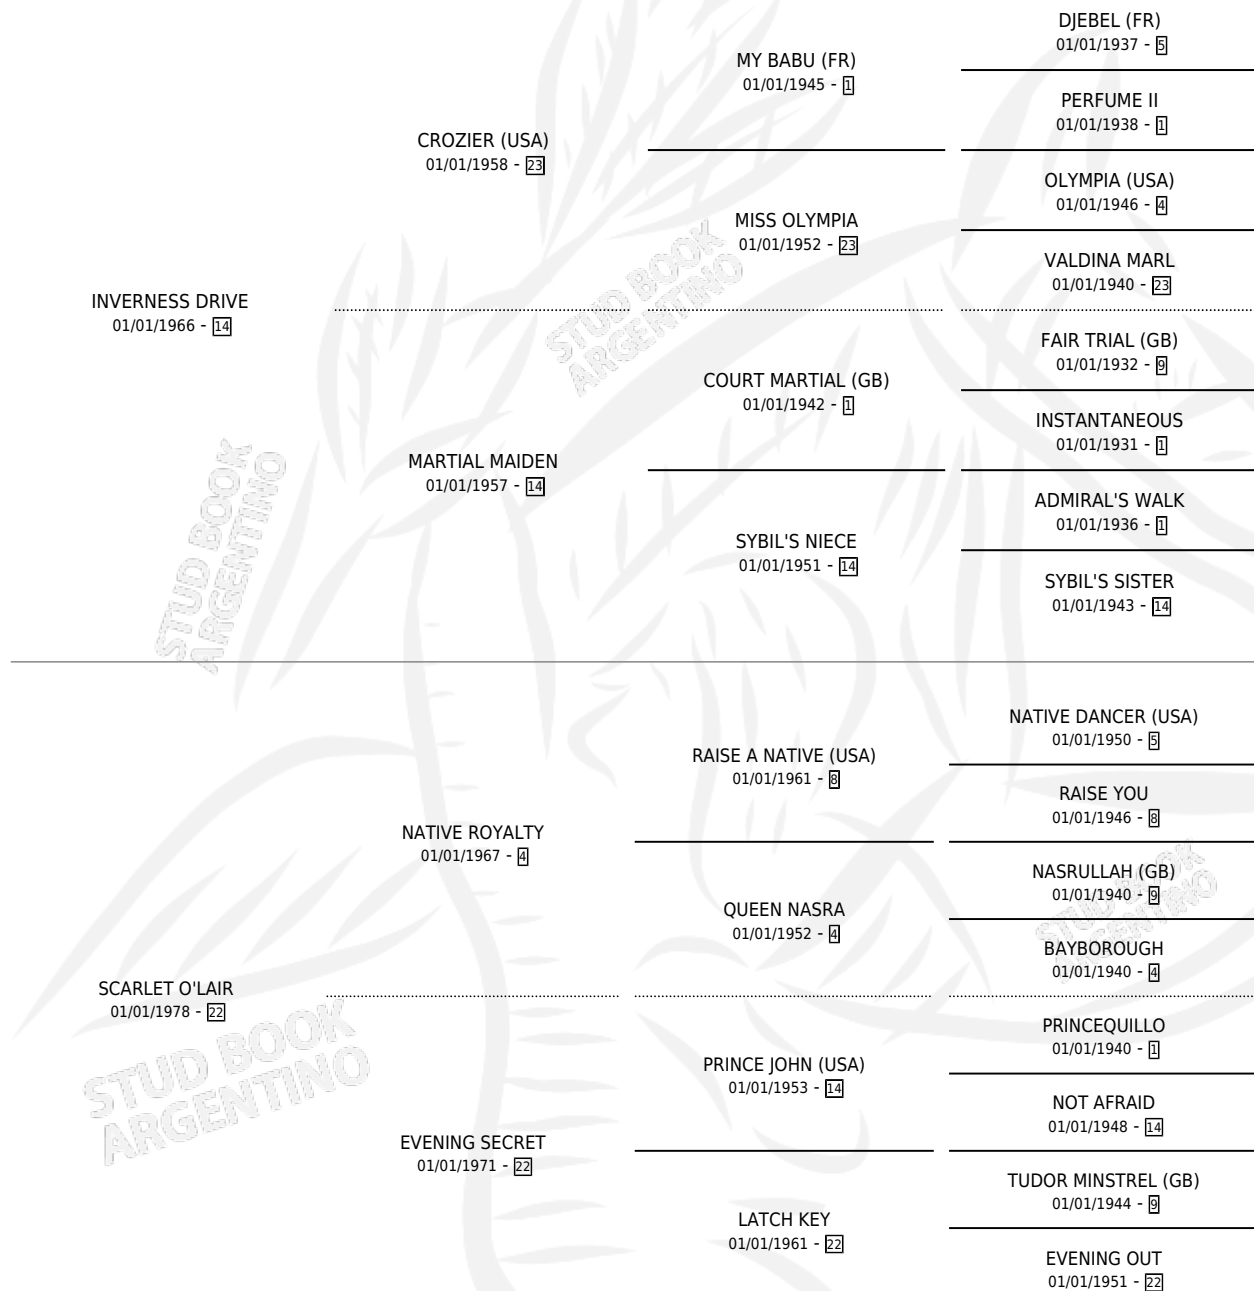 DJEBEL (FR)
01/01/1937 - 5
MY BABU (FR)
01/01/1945 - 1
PERFUME II
01/01/1938 - 1
CROZIER (USA)
01/01/1958 - 23
OLYMPIA (USA)
01/01/1946 - 4
MISS OLYMPIA
01/01/1952 - 23
VALDINA MARL
01/01/1940 - 23
INVERNESS DRIVE
01/01/1966 - 14
FAIR TRIAL (GB)
01/01/1932 - 9
COURT MARTIAL (GB)
01/01/1942 - 1
INSTANTANEOUS
01/01/1931 - 1
MARTIAL MAIDEN
01/01/1957 - 14
ADMIRAL'S WALK
01/01/1936 - 1
SYBIL'S NIECE
01/01/1951 - 14
SYBIL'S SISTER
01/01/1943 - 14
NATIVE DANCER (USA)
01/01/1950 - 5
RAISE A NATIVE (USA)
01/01/1961 - 8
RAISE YOU
01/01/1946 - 8
NATIVE ROYALTY
01/01/1967 - 4
NASRULLAH (GB)
01/01/1940 - 9
QUEEN NASRA
01/01/1952 - 4
BAYBOROUGH
01/01/1940 - 4
SCARLET O'LAIR
01/01/1978 - 22
PRINCEQUILLO
01/01/1940 - 1
PRINCE JOHN (USA)
01/01/1953 - 14
NOT AFRAID
01/01/1948 - 14
EVENING SECRET
01/01/1971 - 22
TUDOR MINSTREL (GB)
01/01/1944 - 9
LATCH KEY
01/01/1961 - 22
EVENING OUT
01/01/1951 - 22
STUD BOOK
ARGENTINO
STUD BOOK
ARGENTINO
STUD BOOK
ARGENTINO
STUD BOOK
ARGENTINO